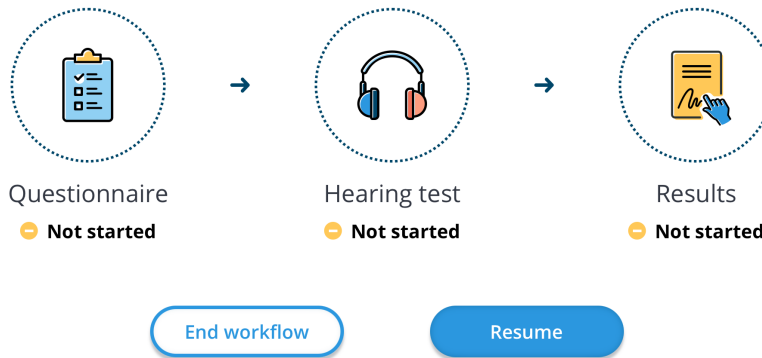 Questionnaire
Not started
Hearing test
Not started
Results
Not started
End workflow
Resume